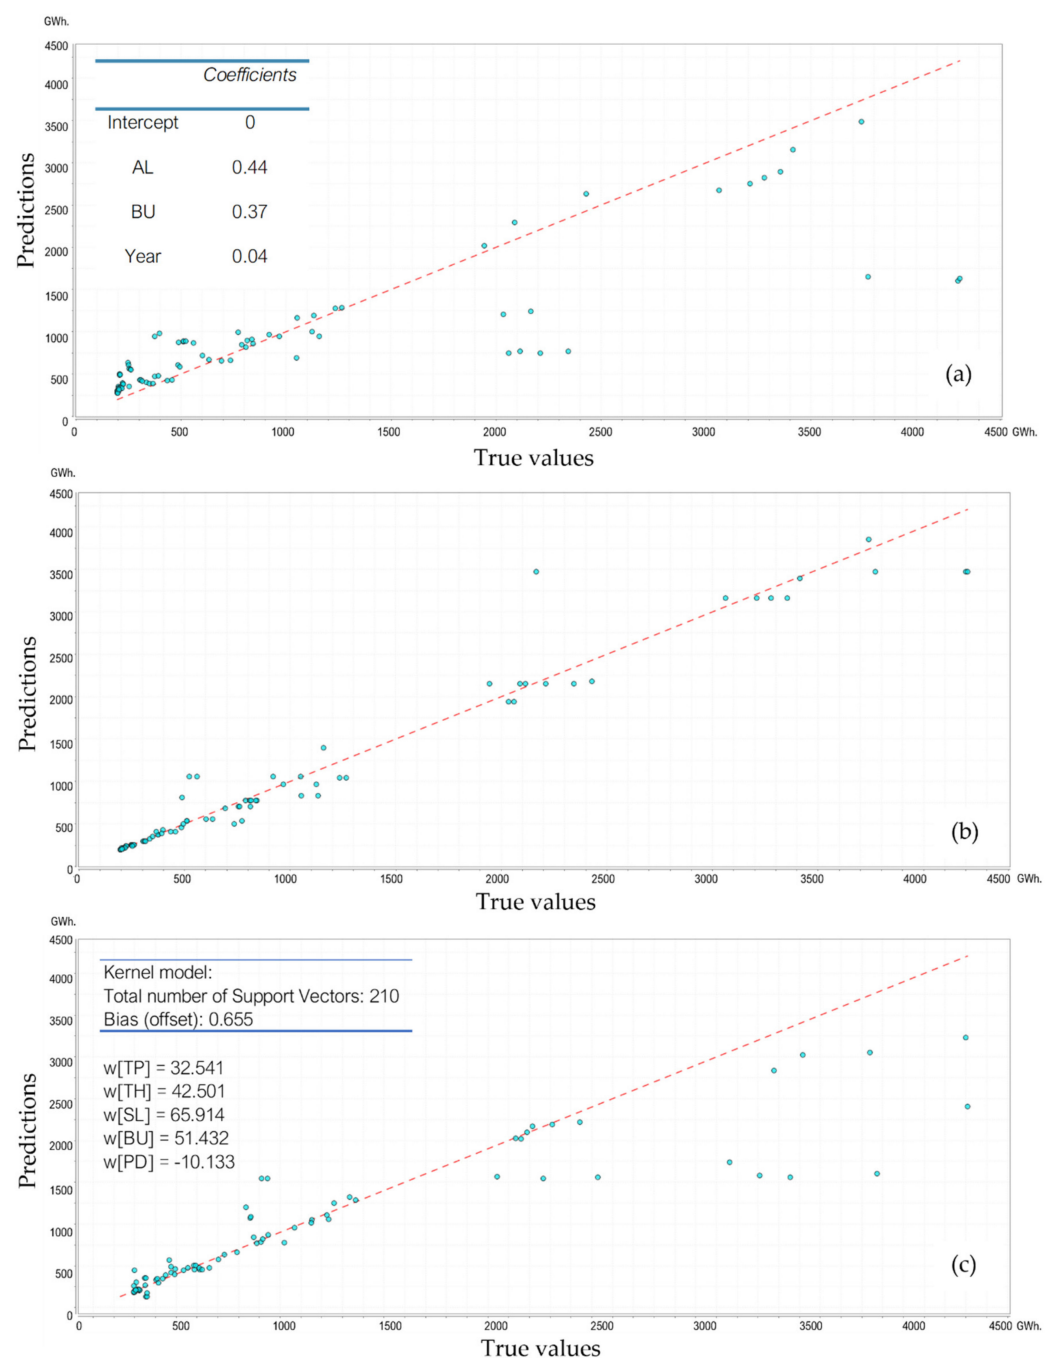 GWh.
4500
4000
3500
3000
2500
2000
1500
1000
500
0
Predictions
Coefficients
Intercept 0
AL 0.44
BU 0.37
Year 0.04
(a)
0 500 1000 1500 2000 2500 3000 3500 4000 4500 GWh.
True values
GWh.
4500
4000
3500
3000
2500
2000
1500
1000
500
0
Predictions
(b)
0 500 1000 1500 2000 2500 3000 3500 4000 4500 GWh.
True values
GWh.
4500
4000
3500
3000
2500
2000
1500
1000
500
0
Predictions
Kernel model:
Total number of Support Vectors: 210
Bias (offset): 0.655
w[TP] = 32.541
w[TH] = 42.501
w[SL] = 65.914
w[BU] = 51.432
w[PD] = -10.133
(c)
0 500 1000 1500 2000 2500 3000 3500 4000 4500 GWh.
True values